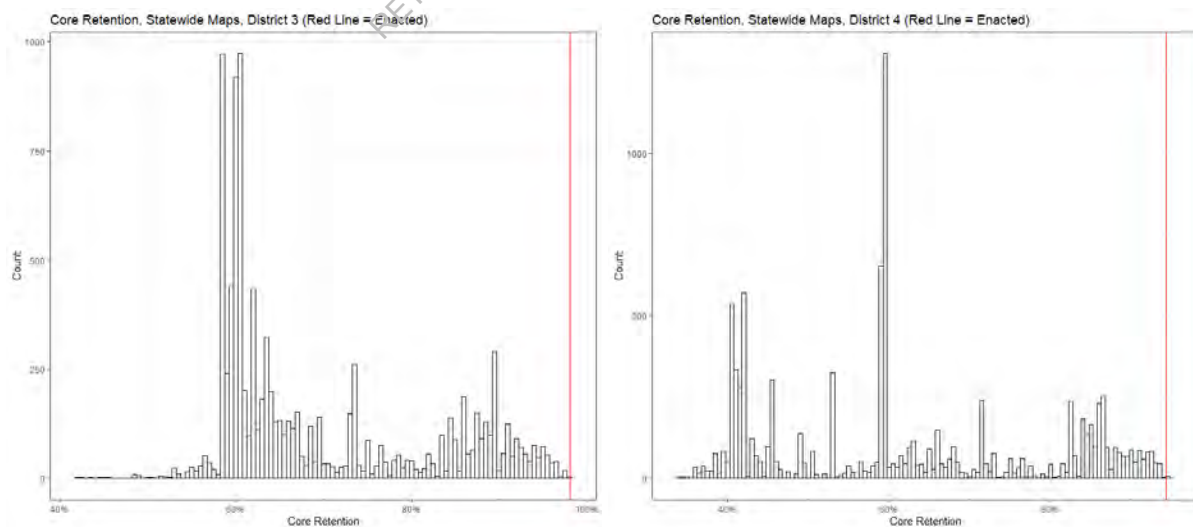 RET
Core Retention, Statewide Maps, District 3 (Red Line = Enacted)
1000
750
500
250
0
Count
40%
60%
80%
100%
Core Retention
Core Retention, Statewide Maps, District 4 (Red Line = Enacted)
1000
500
0
Count
40%
50%
60%
Core Retention